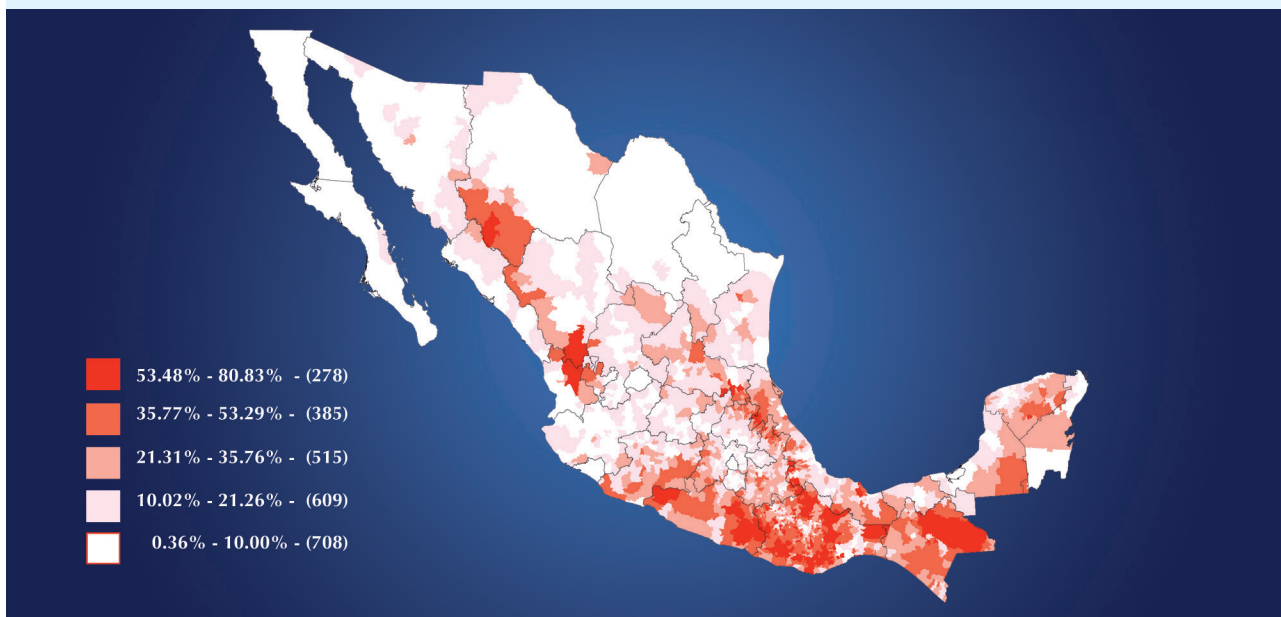 53.48% - 80.83% - (278)
35.77% - 53.29% - (385)
21.31% - 35.76% - (515)
10.02% - 21.26% - (609)
0.36% - 10.00% - (708)